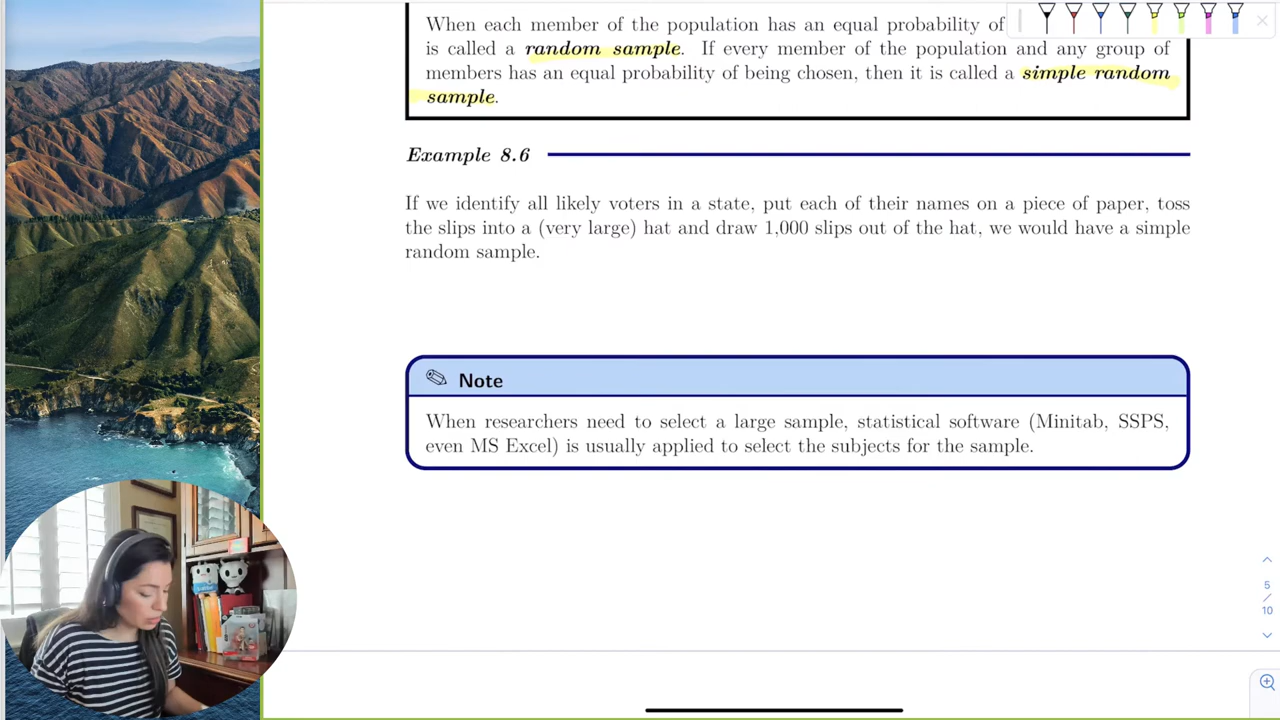 When each member of the population has an equal probability of
is called a random sample. If every member of the population and any group of
members has an equal probability of being chosen, then it is called a simple random
sample.
Example 8.6
If we identify all likely voters in a state, put each of their names on a piece of paper, toss
the slips into a (very large) hat and draw 1,000 slips out of the hat, we would have a simple
random sample.
Note
When researchers need to select a large sample, statistical software (Minitab, SSPS,
even MS Excel) is usually applied to select the subjects for the sample.
5
/
10